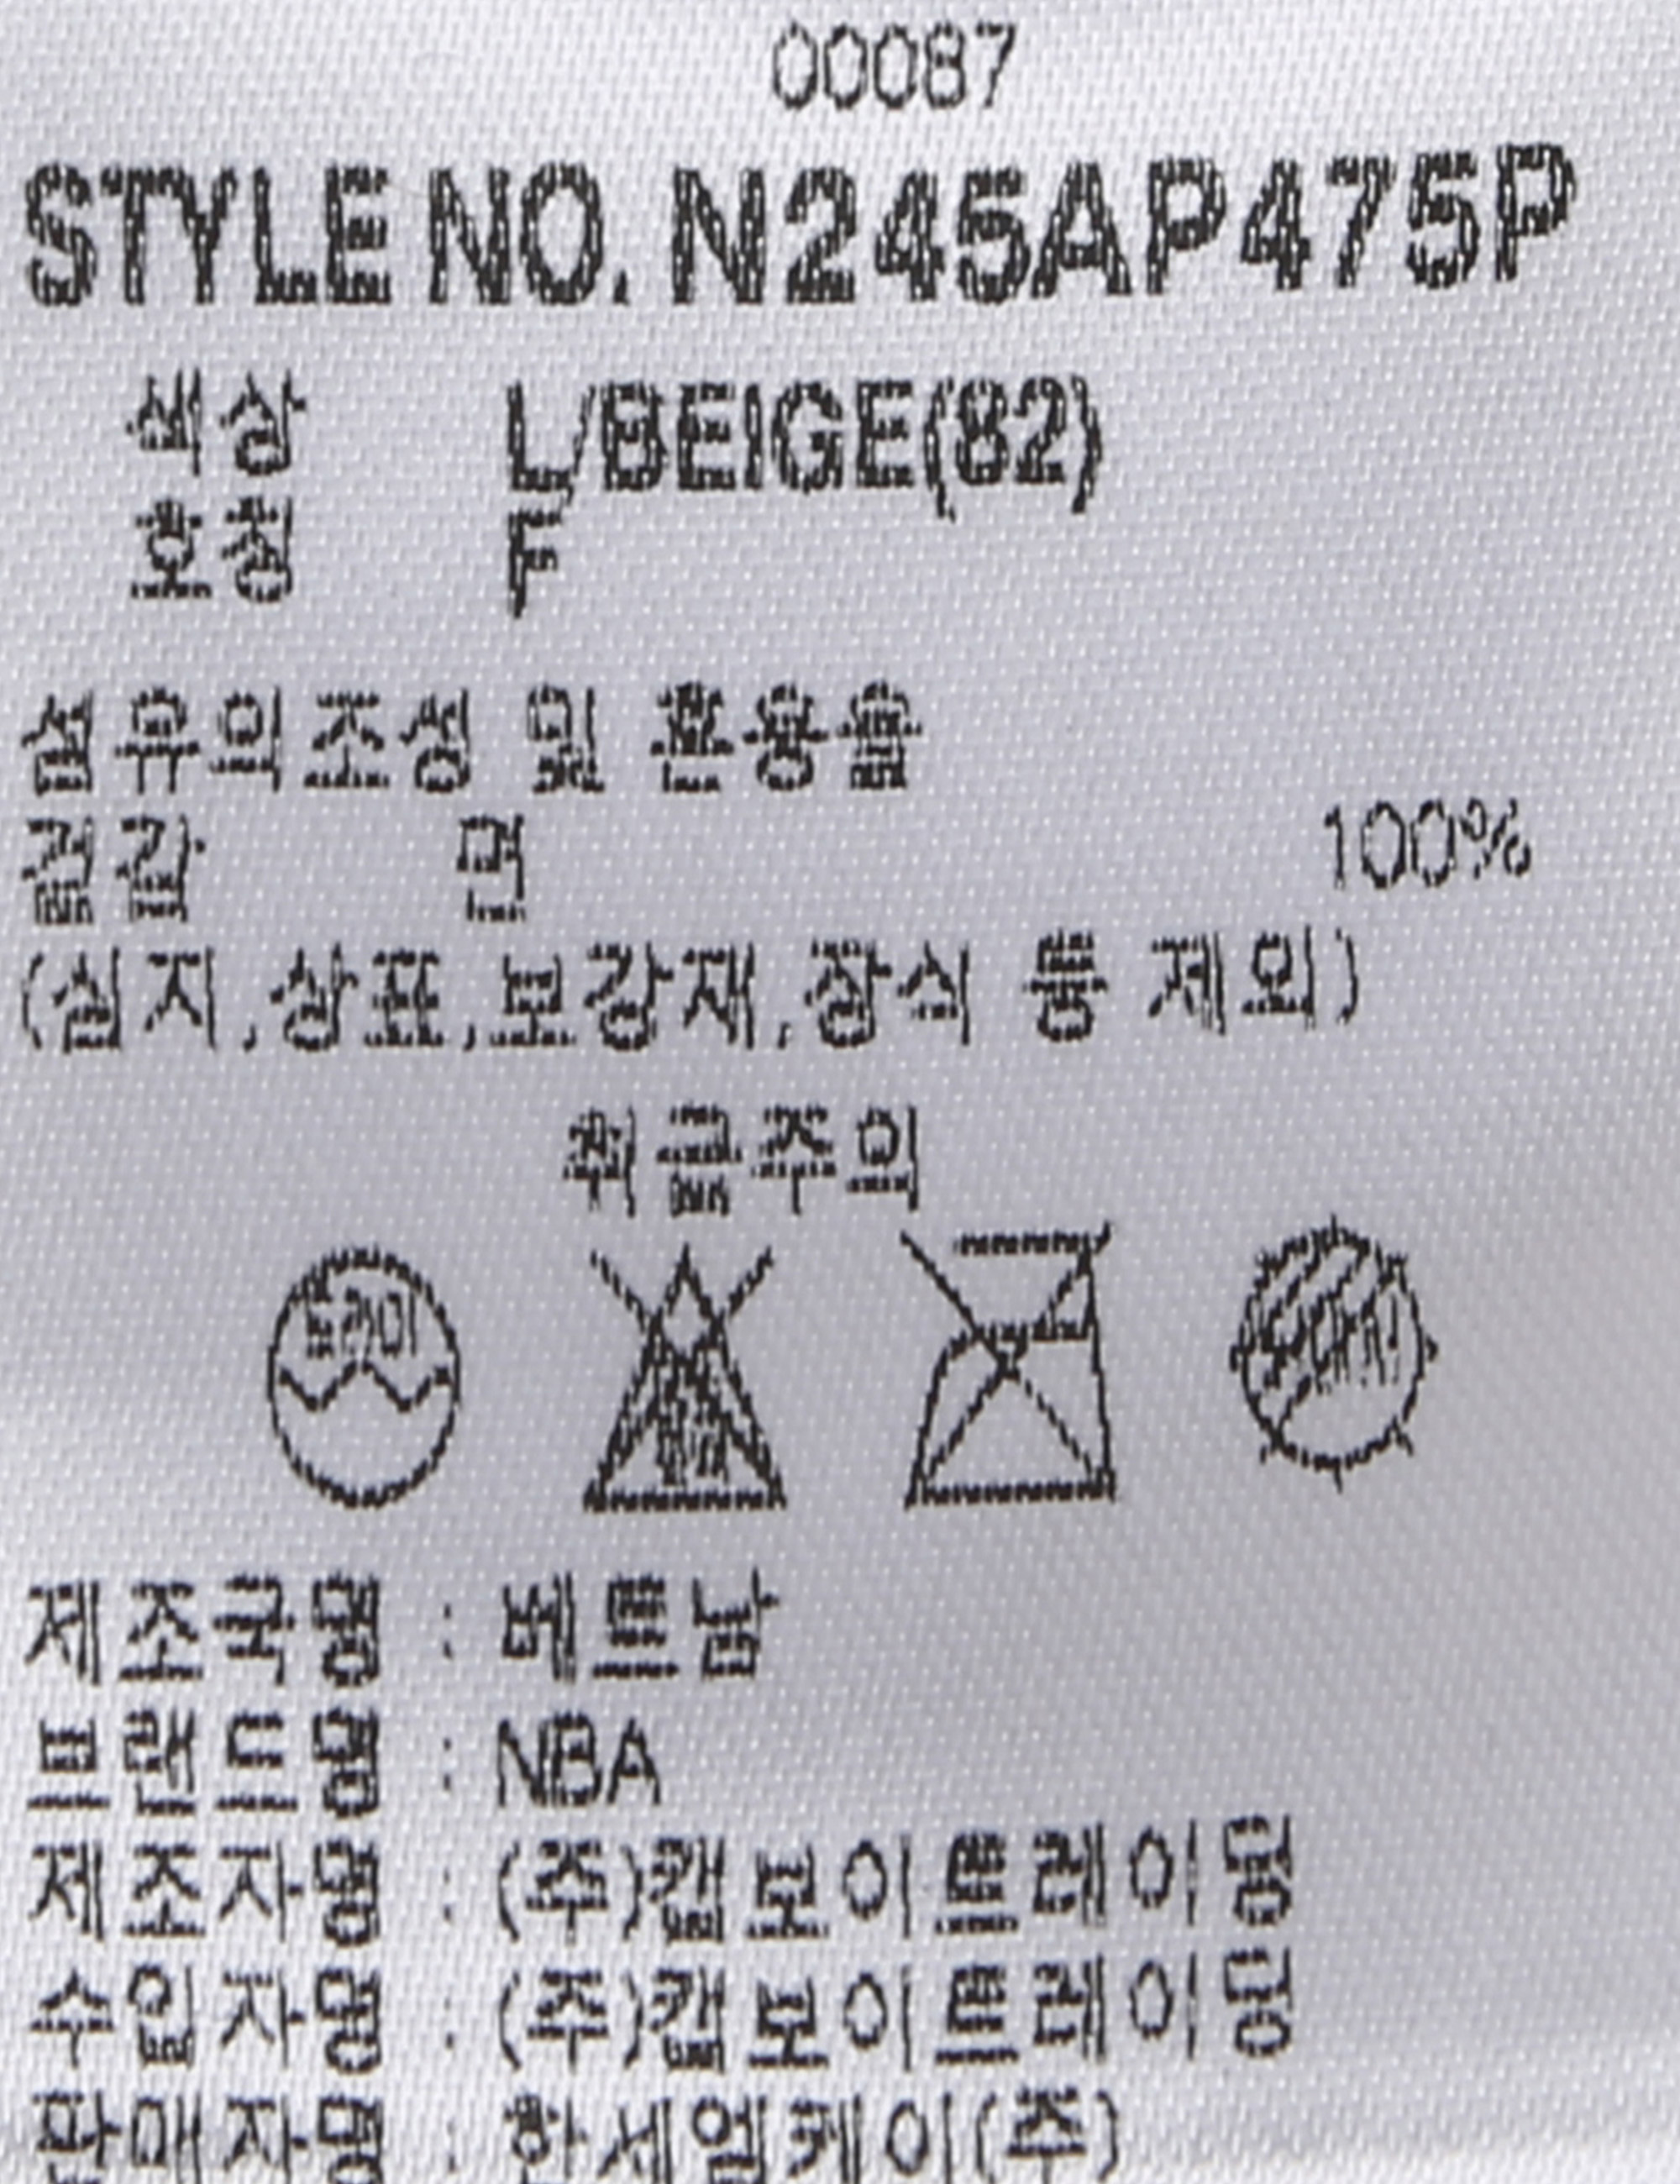 00087
STYLE NO. N245AP475P
색상 L/BEIGE(82)
호칭 F
섬유의조성 및 혼용율
겉감 면 100%
(심지,상표,보강재,장식 등 제외)
취급주의
드라이
제조국명 : 베트남
브랜드명 : NBA
제조자명 : (주)캡보이트레이딩
수입자명 : (주)캡보이트레이딩
판매자명 : 한세엠케이(주)